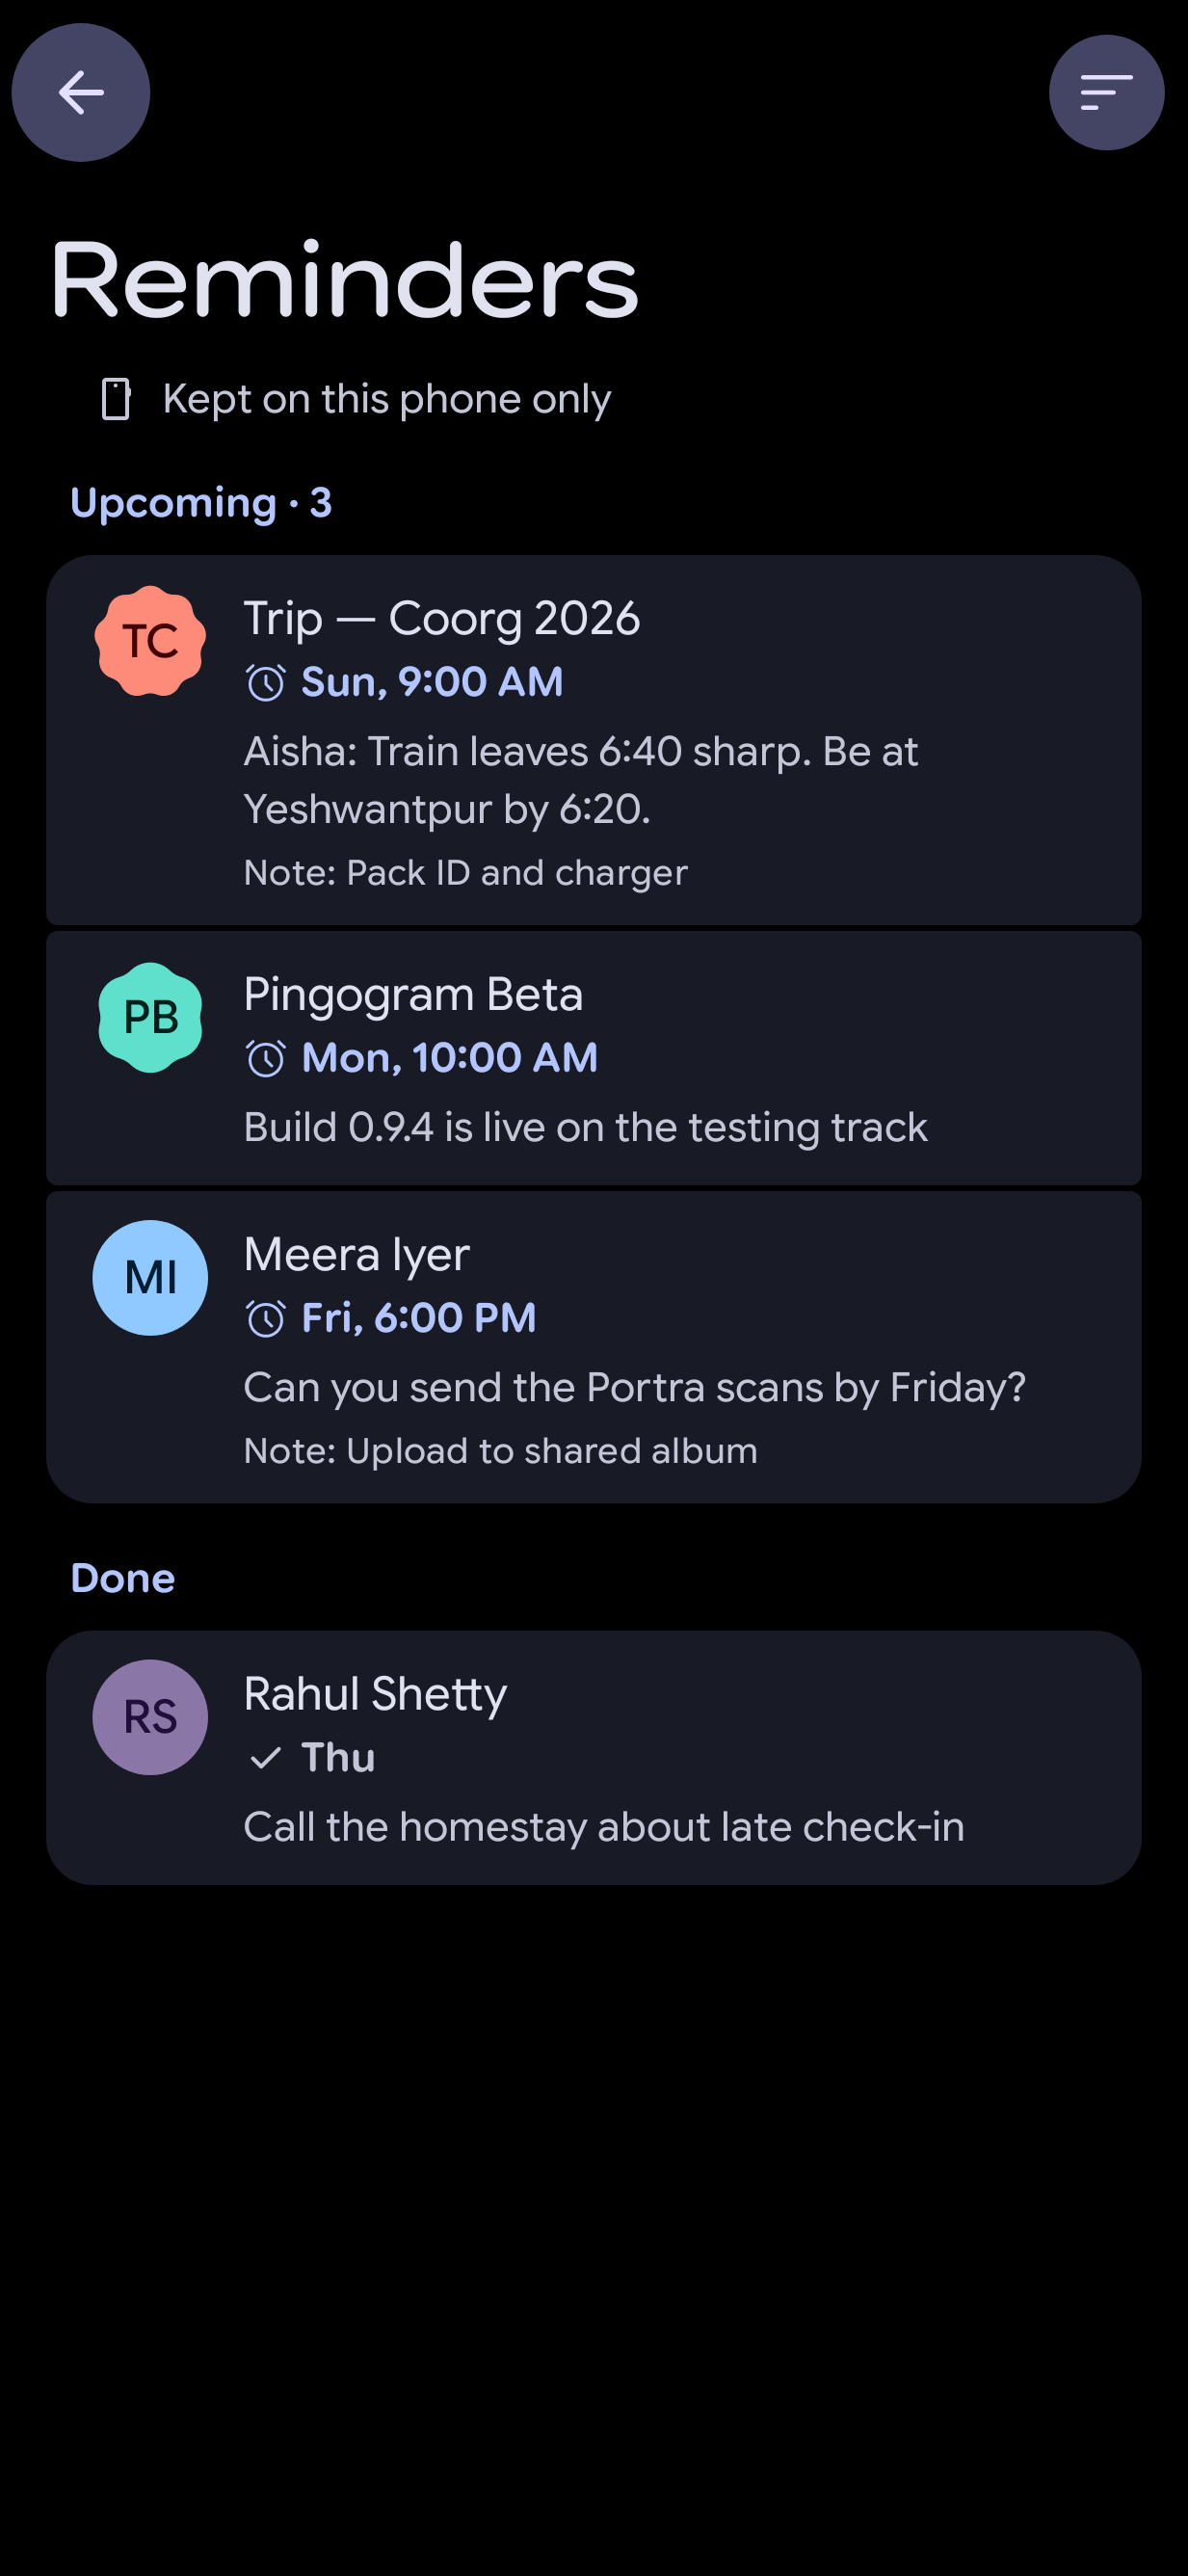 Reminders
Kept on this phone only
Upcoming · 3
TC
Trip — Coorg 2026
Sun, 9:00 AM
Aisha: Train leaves 6:40 sharp. Be at
Yeshwantpur by 6:20.
Note: Pack ID and charger
PB
Pingogram Beta
Mon, 10:00 AM
Build 0.9.4 is live on the testing track
MI
Meera Iyer
Fri, 6:00 PM
Can you send the Portra scans by Friday?
Note: Upload to shared album
Done
RS
Rahul Shetty
Thu
Call the homestay about late check-in